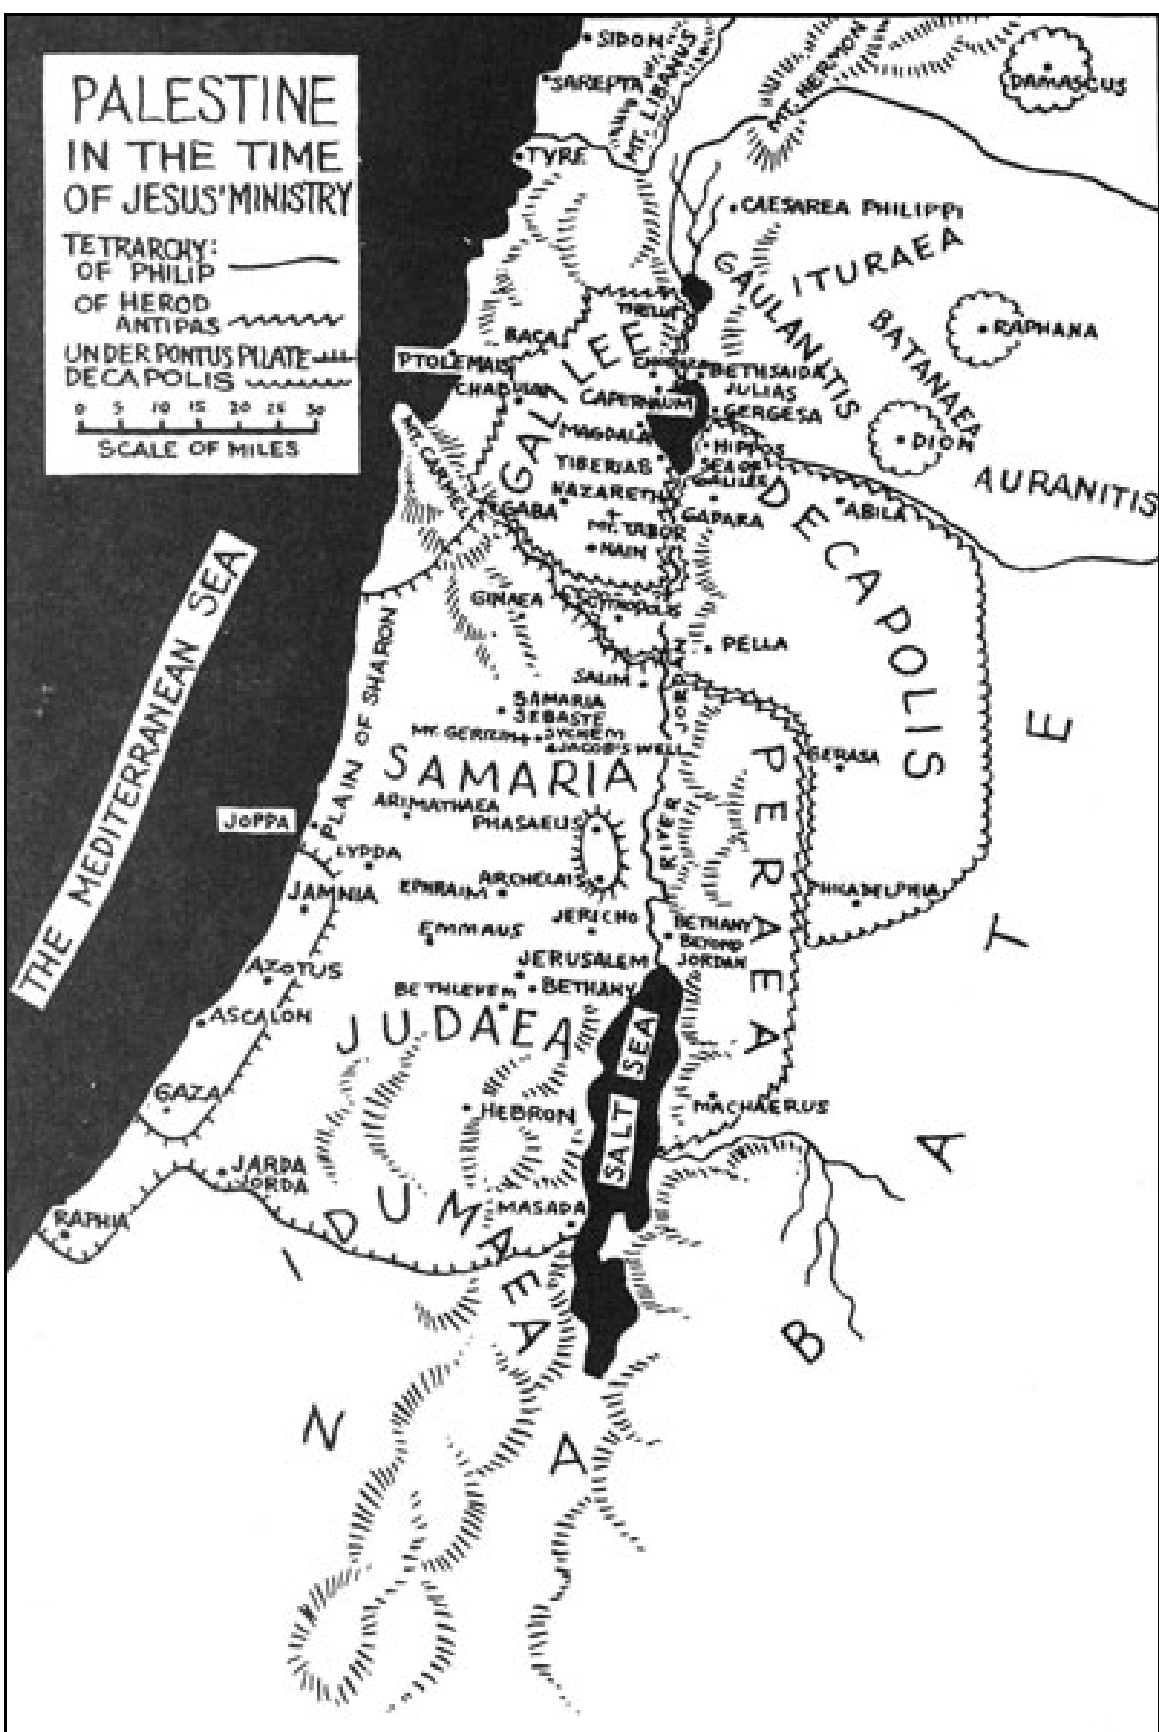 PALESTINE
IN THE TIME
OF JESUS' MINISTRY
TETRARCHY:
OF PHILIP
OF HEROD
ANTIPAS
UNDER PONTUS PILATE
DECAPOLIS
0 5 10 15 20 25 30
SCALE OF MILES
SIDON
SAREPTA
MT. LIBANUS
MT. HERMON
DAMASCUS
TYRE
CAESAREA PHILIPPI
ITURAEA
GAULANITIS
BATANAEA
RAPHANA
THELLA
BACA
PTOLEMAIS
GALILEE
BETHSAIDA
JULIAS
CAPERNAUM
GERGESA
DION
MT. CARMEL
MAGDALA
HIPPOS
TIBERIAS
SEA OF
GALILEE
AURANITIS
NAZARETH
GABA
GADARA
ABILA
MT. TABOR
NAIN
DECAPOLIS
THE MEDITERRANEAN SEA
GINAEA
SCYTHOPOLIS
PLAIN OF SHARON
PELLA
SALIM
RIVER JORDAN
SAMARIA
SEBASTE
MT. GERIZIM
SYCHEM
JACOB'S WELL
SAMARIA
PERAEA
GERASA
ARIMATHAEA
JOPPA
PHASAELIS
LYDDA
JAMNIA
EPHRAIM
ARCHELAIS
PHILADELPHIA
JERICHO
BETHANY
BEYOND
JORDAN
EMMAUS
JERUSALEM
AZOTUS
BETHLEHEM
BETHANY
ASCALON
JUDAEA
SALT SEA
GAZA
HEBRON
MACHAERUS
JARDA
JORDA
MASADA
RAPHIA
IDUMAEA
NABATE